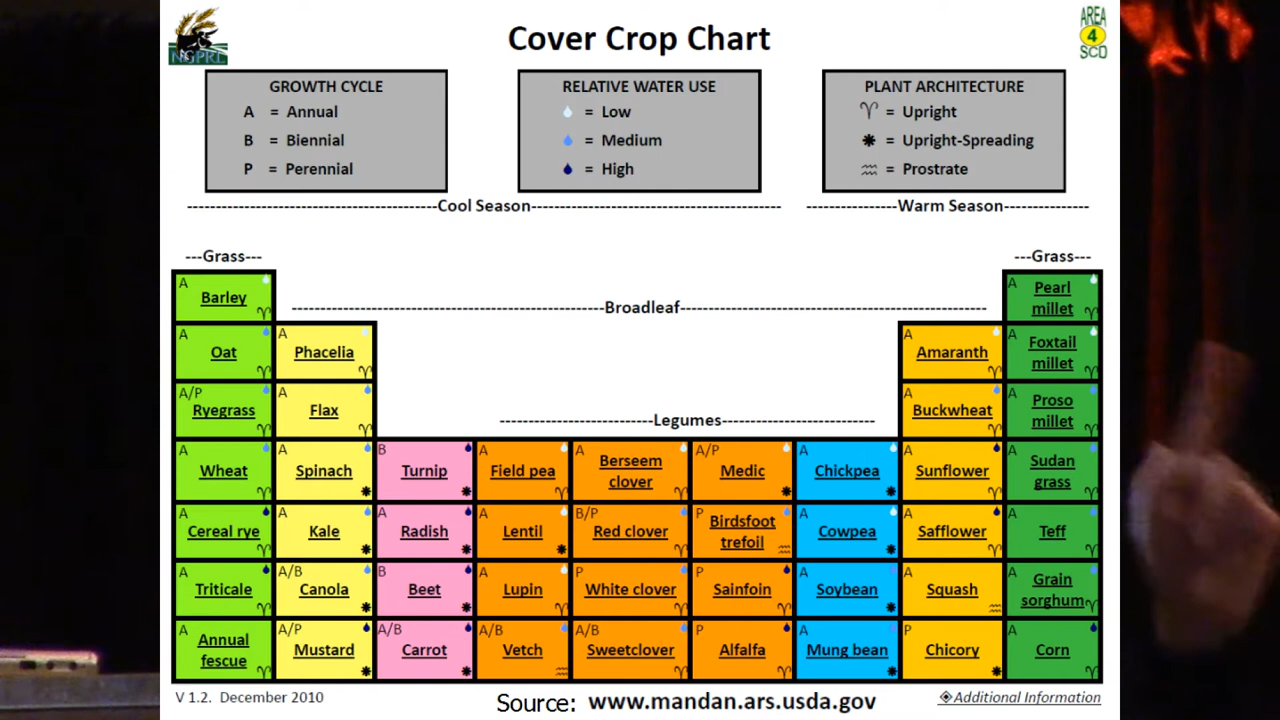 NGPRL
Cover Crop Chart
AREA
4
SCD
GROWTH CYCLE
A = Annual
B = Biennial
P = Perennial
RELATIVE WATER USE
= Low
= Medium
= High
PLANT ARCHITECTURE
= Upright
= Upright-Spreading
= Prostrate
Cool Season
Warm Season
---Grass---
---Grass---
Broadleaf
Legumes
A
Barley
A
Pearl
millet
A
Oat
A
Phacelia
A
Amaranth
A
Foxtail
millet
A/P
Ryegrass
A
Flax
A
Buckwheat
A
Proso
millet
A
Wheat
A
Spinach
B
Turnip
A
Field pea
A
Berseem
clover
A/P
Medic
A
Chickpea
A
Sunflower
A
Sudan
grass
A
Cereal rye
A
Kale
A
Radish
A
Lentil
B/P
Red clover
P
Birdsfoot
trefoil
A
Cowpea
A
Safflower
A
Teff
A
Triticale
A/B
Canola
B
Beet
A
Lupin
P
White clover
P
Sainfoin
A
Soybean
A
Squash
A
Grain
sorghum
A
Annual
fescue
A/P
Mustard
A/B
Carrot
A/B
Vetch
A/B
Sweetclover
P
Alfalfa
A
Mung bean
P
Chicory
A
Corn
V 1.2. December 2010
Source: www.mandan.ars.usda.gov
Additional Information